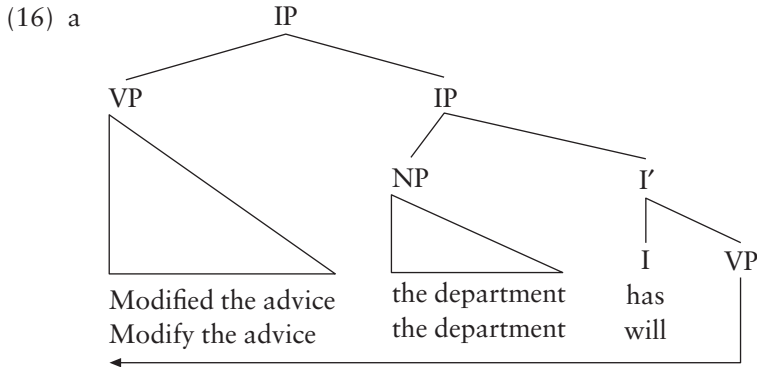 (16) a IP
VP IP
NP I′
I VP
Modified the advice the department has
Modify the advice the department will